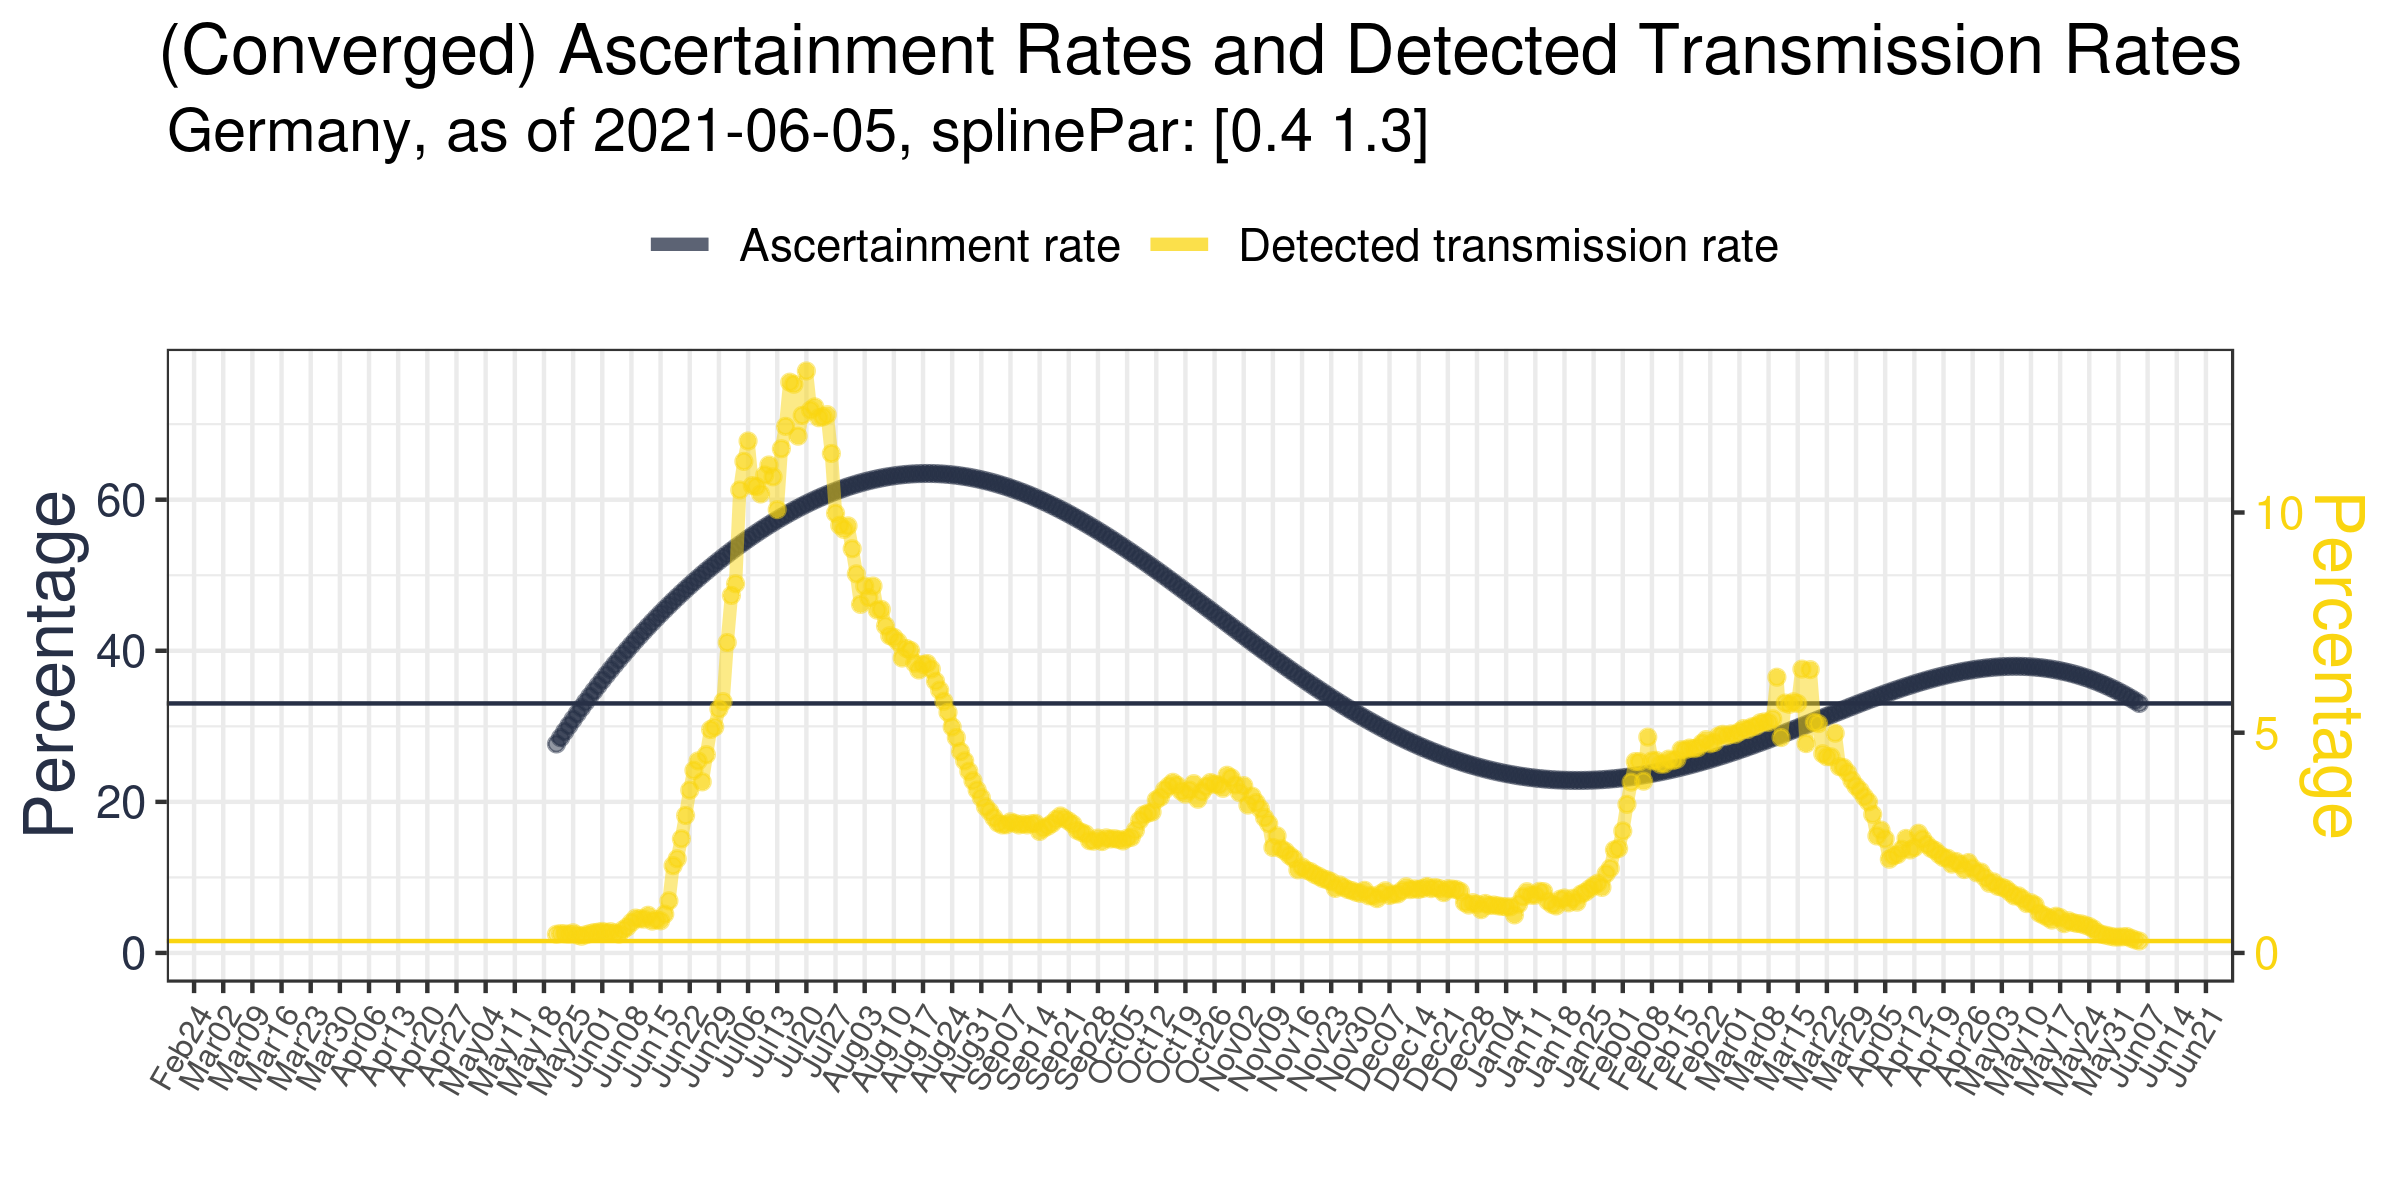 (Converged) Ascertainment Rates and Detected Transmission Rates
Germany, as of 2021-06-05, splinePar: [0.4 1.3]
Ascertainment rate Detected transmission rate
Percentage
60
40
20
0
10
5
0
Percentage
Feb24 Mar02 Mar09 Mar16 Mar23 Mar30 Apr06 Apr13 Apr20 Apr27 May04 May11 May18 May25 Jun01 Jun08 Jun15 Jun22 Jun29 Jul06 Jul13 Jul20 Jul27 Aug03 Aug10 Aug17 Aug24 Aug31 Sep07 Sep14 Sep21 Sep28 Oct05 Oct12 Oct19 Oct26 Nov02 Nov09 Nov16 Nov23 Nov30 Dec07 Dec14 Dec21 Dec28 Jan04 Jan11 Jan18 Jan25 Feb01 Feb08 Feb15 Feb22 Mar01 Mar08 Mar15 Mar22 Mar29 Apr05 Apr12 Apr19 Apr26 May03 May10 May17 May24 May31 Jun07 Jun14 Jun21